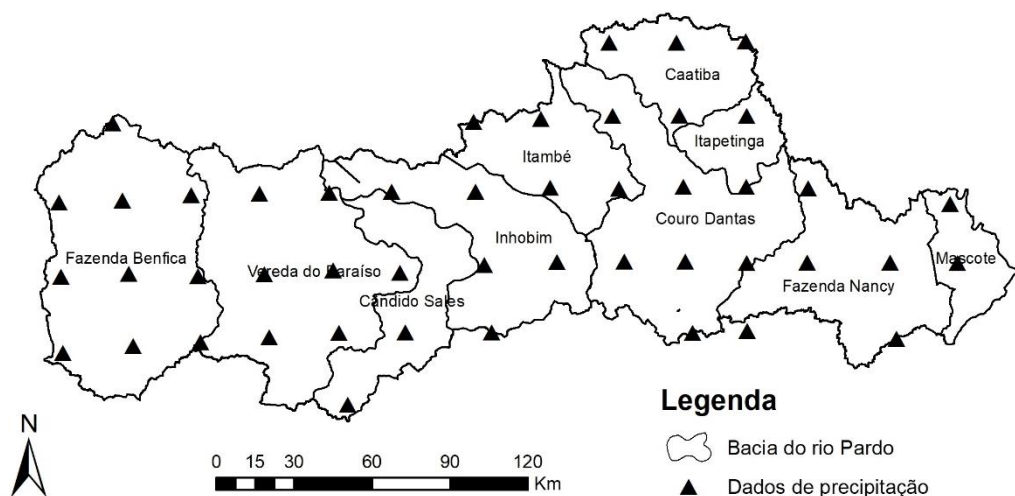 Caatiba
Itapetinga
Itambé
Couro Dantas
Inhobim
Fazenda Benfica
Vereda do Paraíso
Cândido Sales
Fazenda Nancy
Mascote
Legenda
Bacia do rio Pardo
Dados de precipitação
N
0 15 30 60 90 120
Km